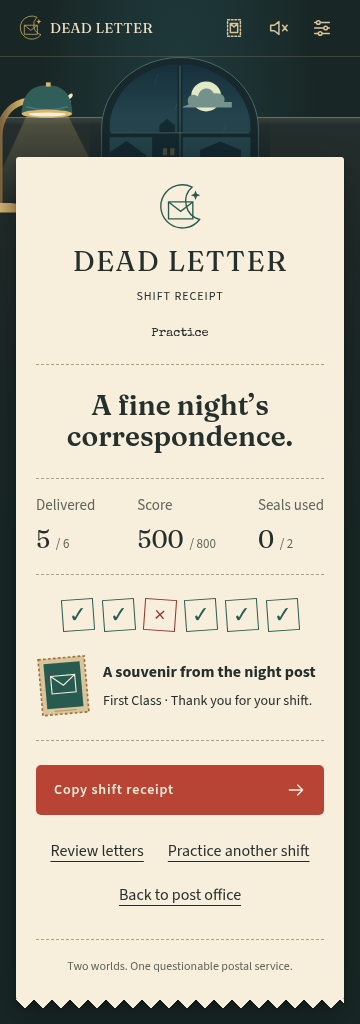 DEAD LETTER
DEAD LETTER
SHIFT RECEIPT
Practice
A fine night’s
correspondence.
Delivered Score Seals used
5 / 6 500 / 800 0 / 2
✓ ✓ × ✓ ✓ ✓
A souvenir from the night post
First Class · Thank you for your shift.
Copy shift receipt →
Review letters Practice another shift
Back to post office
Two worlds. One questionable postal service.